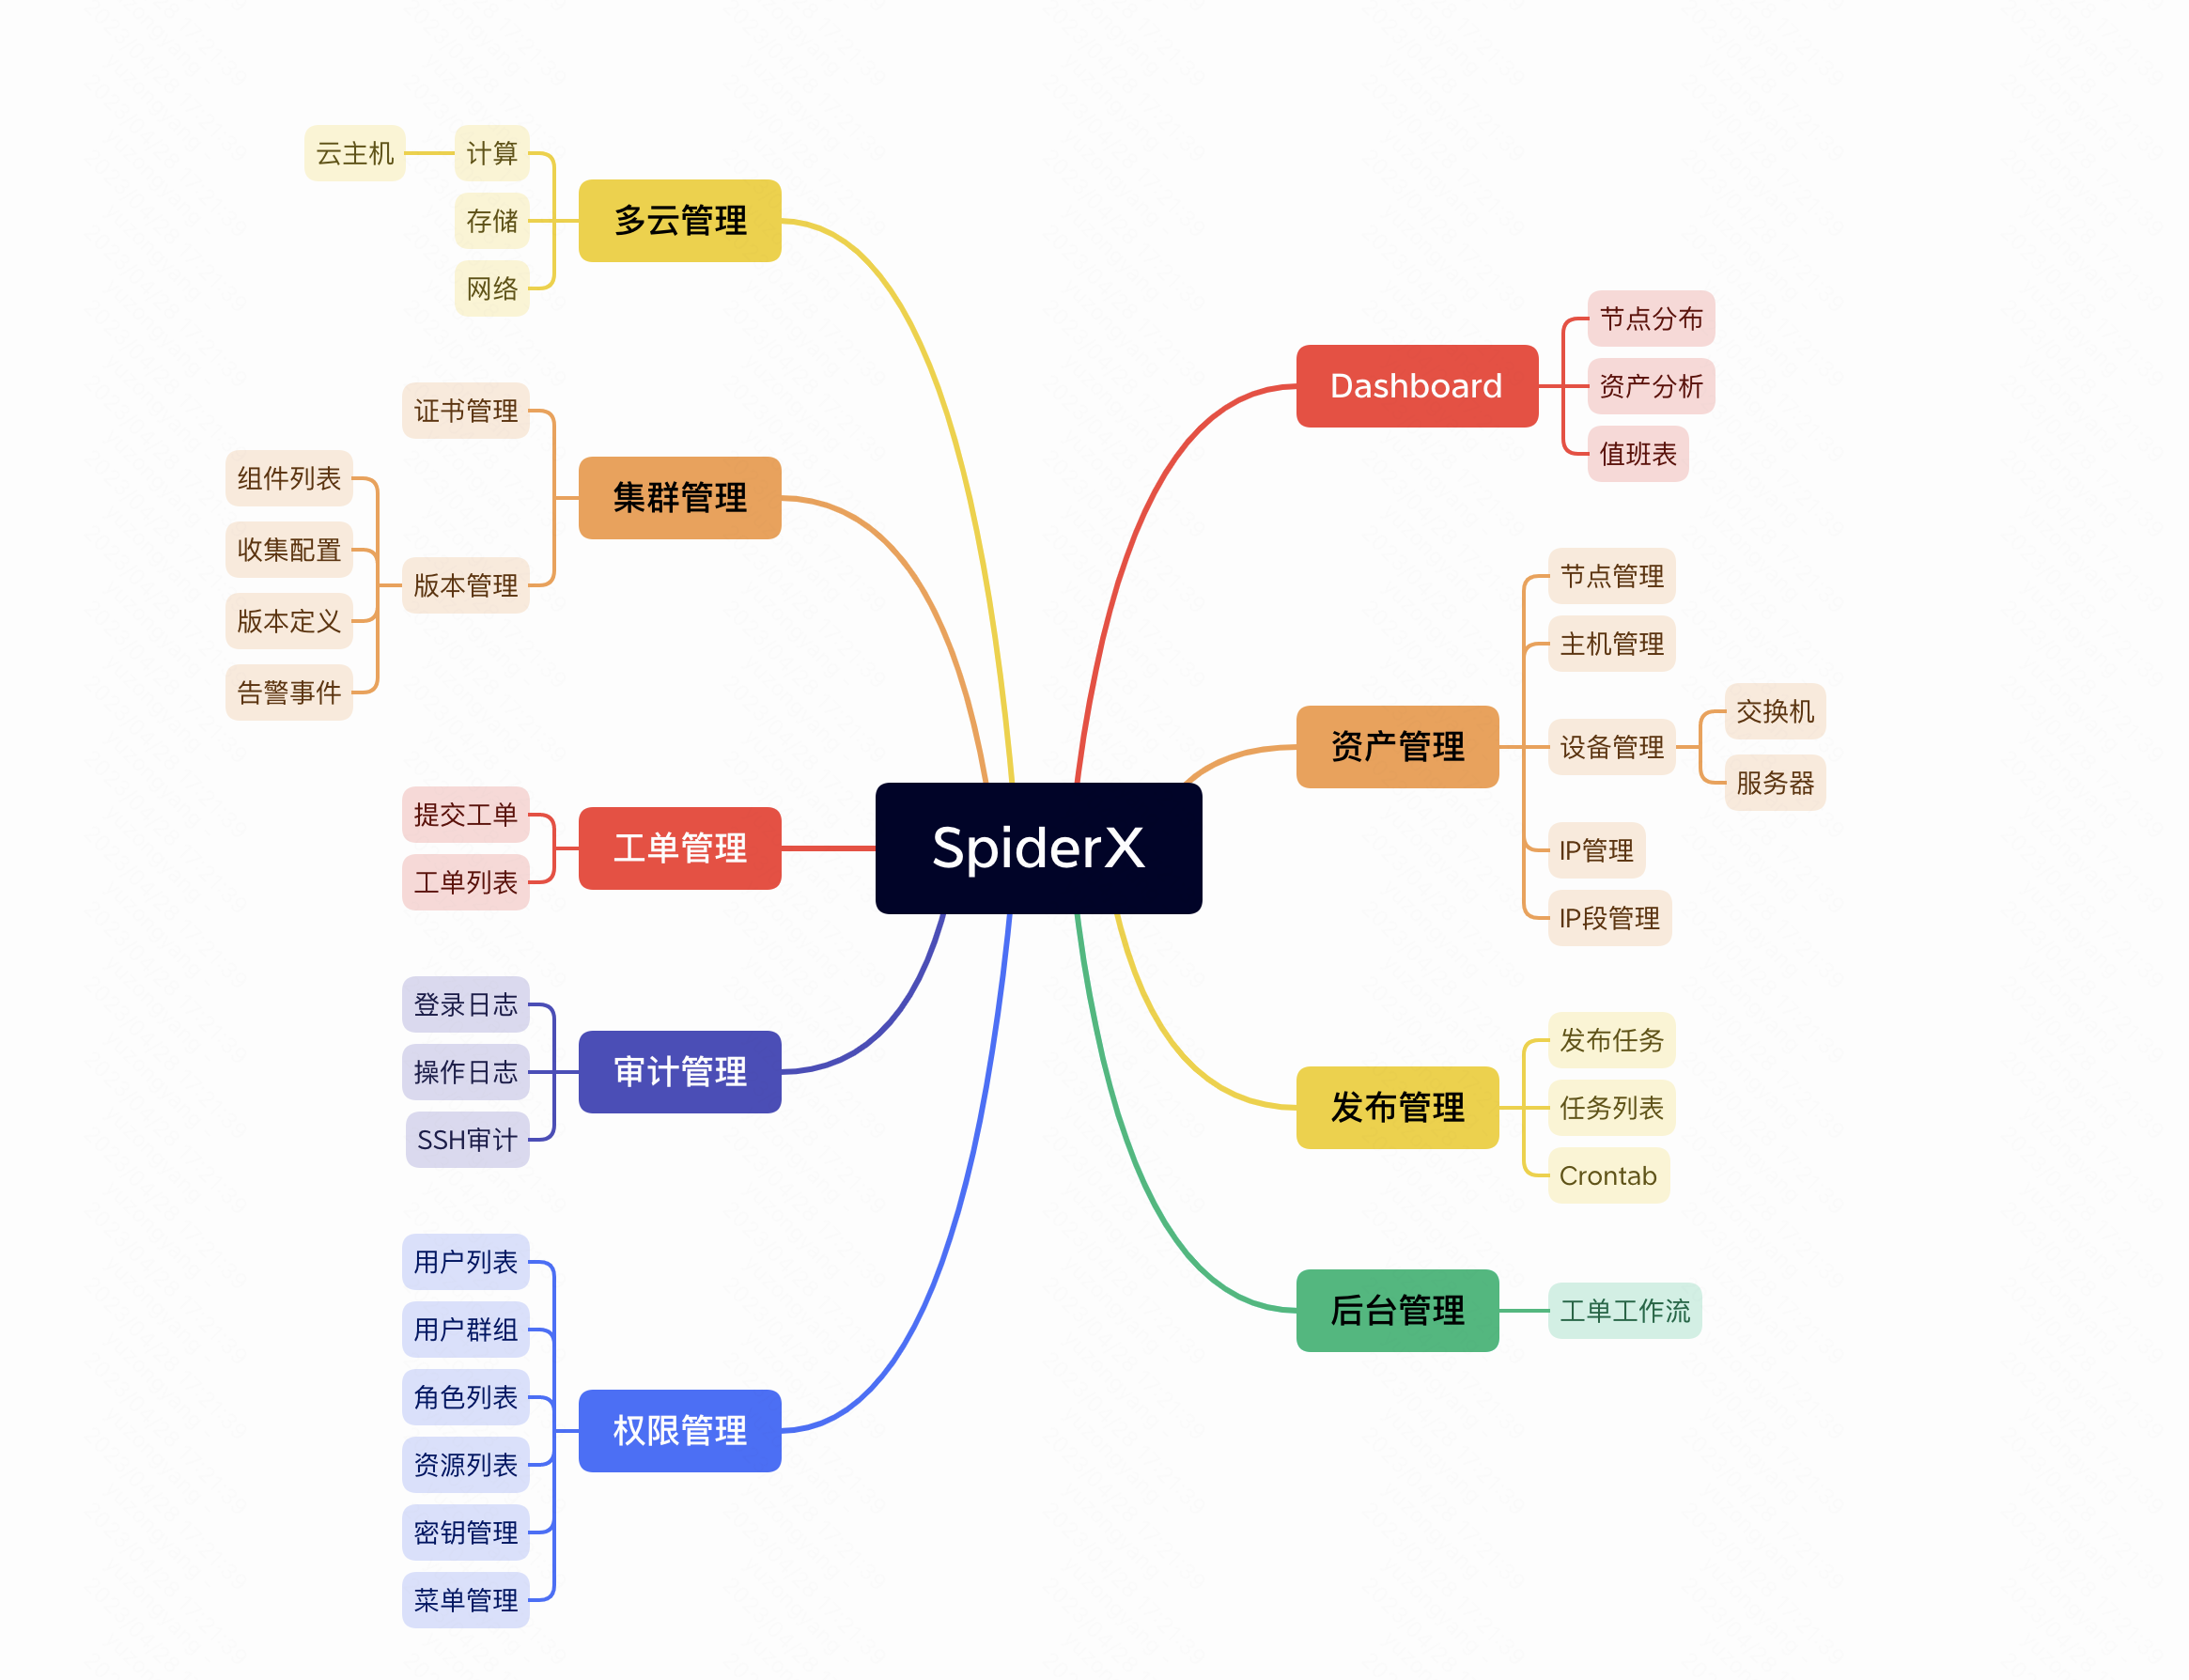 SpiderX
Dashboard
节点分布
资产分析
值班表
资产管理
节点管理
主机管理
设备管理
交换机
服务器
IP管理
IP段管理
发布管理
发布任务
任务列表
Crontab
后台管理
工单工作流
多云管理
计算
云主机
存储
网络
集群管理
证书管理
版本管理
组件列表
收集配置
版本定义
告警事件
工单管理
提交工单
工单列表
审计管理
登录日志
操作日志
SSH审计
权限管理
用户列表
用户群组
角色列表
资源列表
密钥管理
菜单管理